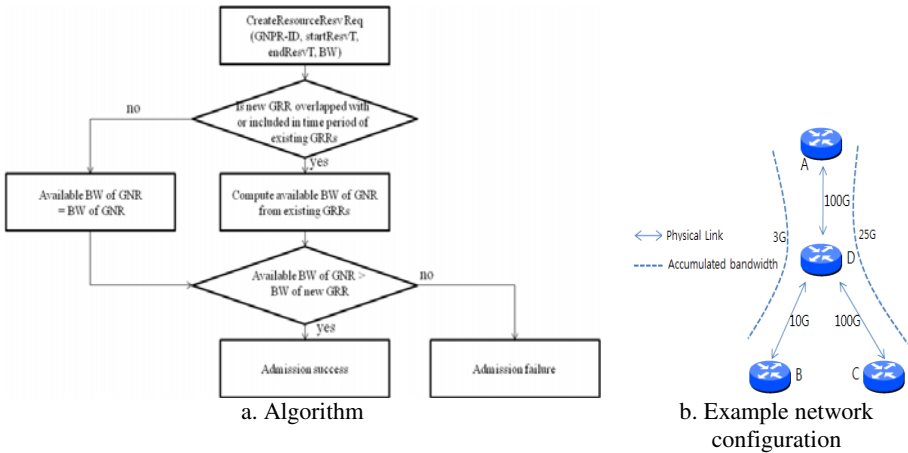 CreateResourceResvReq
(GNPR-ID, startResvT,
endResvT, BW)
Is new GRR overlapped with
or included in time period of
existing GRRs
no
yes
Available BW of GNR
= BW of GNR
Compute available BW of GNR
from existing GRRs
Available BW of GNR >
BW of new GRR
no
yes
Admission success
Admission failure
a. Algorithm
A
100G
3G
25G
Physical Link
D
Accumulated bandwidth
10G
100G
B
C
b. Example network
configuration